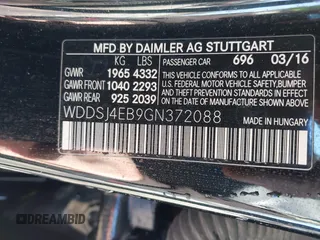 MFD BY DAIMLER AG STUTTGART
KG LBS PASSENGER CAR 696 03/16
GVWR 1965 4332
GAWR FRONT 1040 2293
GAWR REAR 925 2039
THIS VEHICLE CONFORMS TO ALL APPLICABLE
FEDERAL MOTOR VEHICLE SAFETY, BUMPER,
AND THEFT PREVENTION STANDARDS IN EFFECT
ON THE DATE OF MANUFACTURE SHOWN ABOVE.
WDDSJ4EB9GN372088
MADE IN HUNGARY
DREAMBID